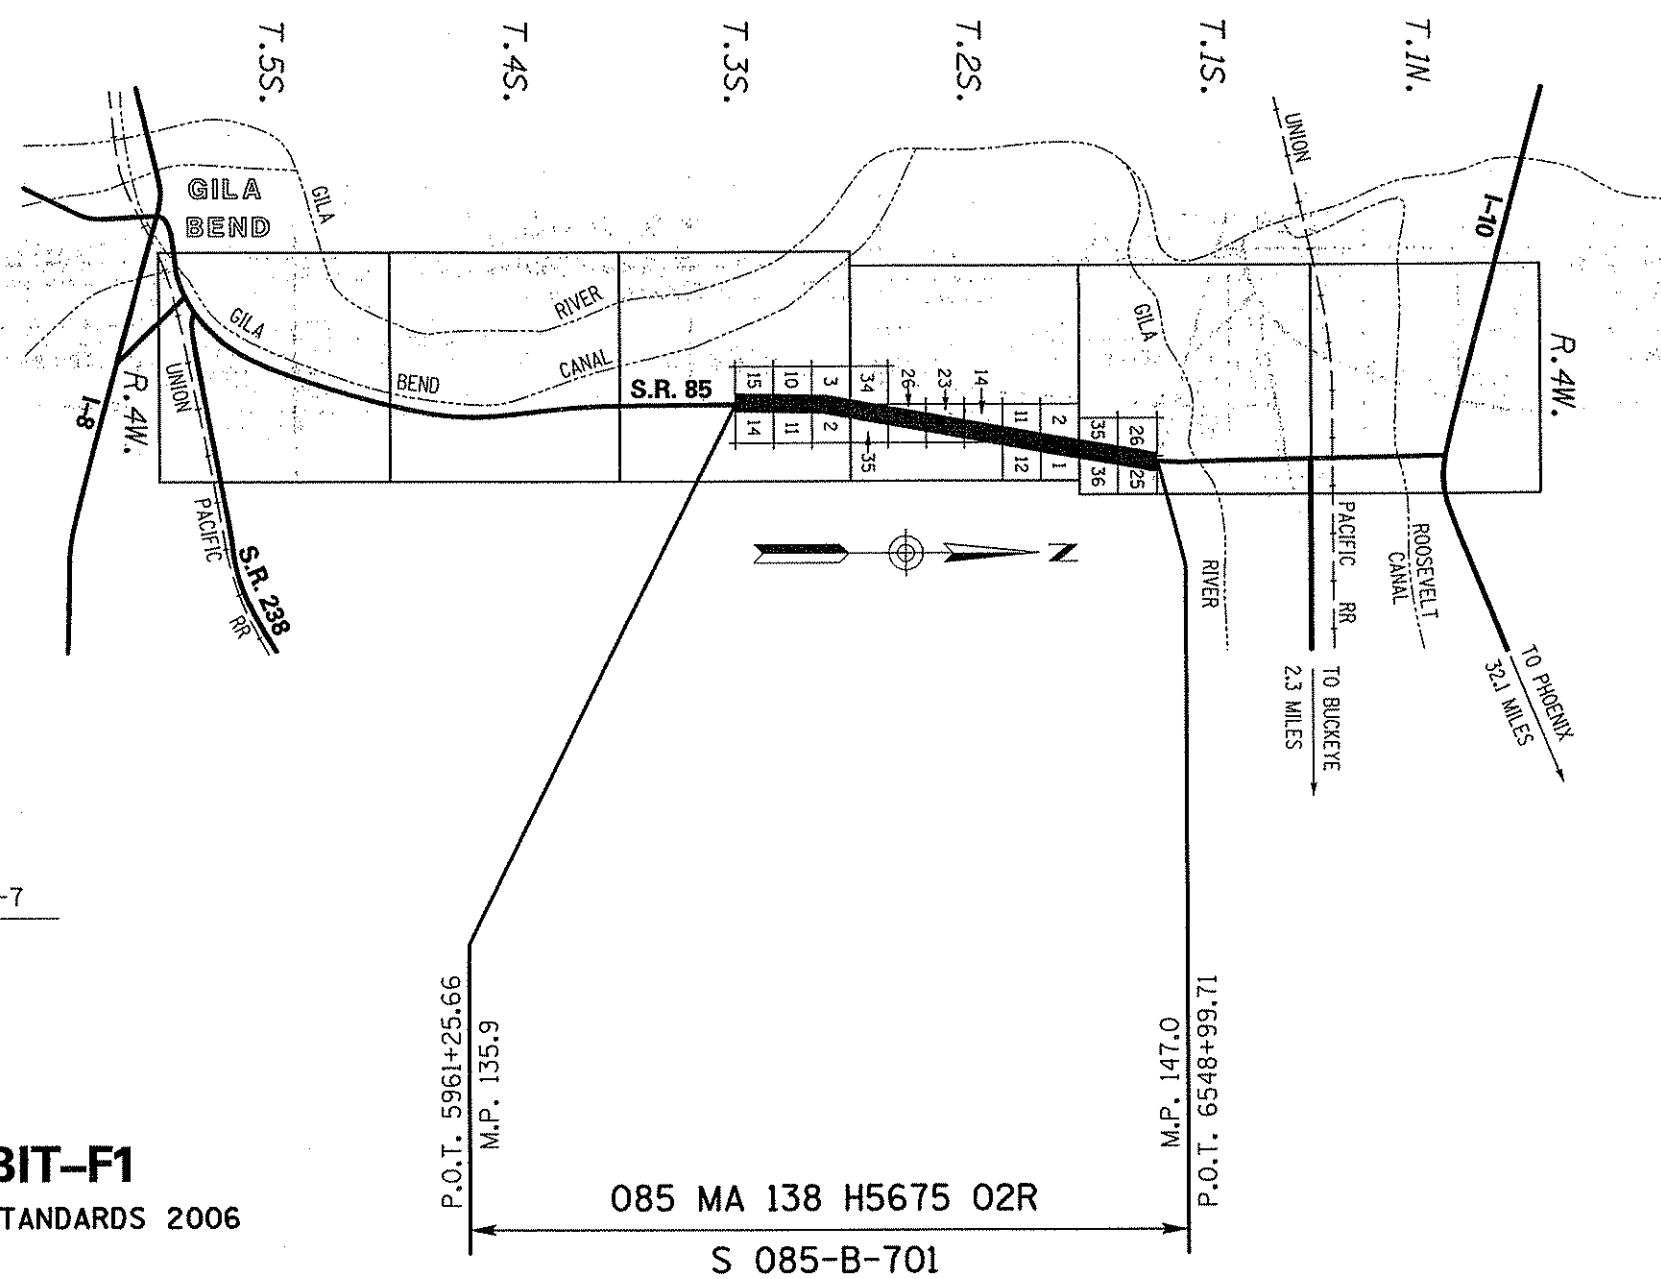 T.5S.
T.4S.
T.3S.
T.2S.
T.1S.
T.1N.
GILA
BEND
GILA
RIVER
UNION
I-10
R.4W.
GILA
BEND
CANAL
S.R. 85
15
10
3
34
26
23
14
11
2
35
26
14
11
2
35
12
1
36
25
GILA
RIVER
I-8
R.4W.
UNION
PACIFIC
RR
S.R. 238
N
PACIFIC RR
ROOSEVELT
CANAL
TO BUCKEYE
2.3 MILES
TO PHOENIX
32.1 MILES
-7
P.O.T. 5961+25.66
M.P. 135.9
M.P. 147.0
P.O.T. 6548+99.71
BIT-F1
TANDARDS 2006
085 MA 138 H5675 02R
S 085-B-701